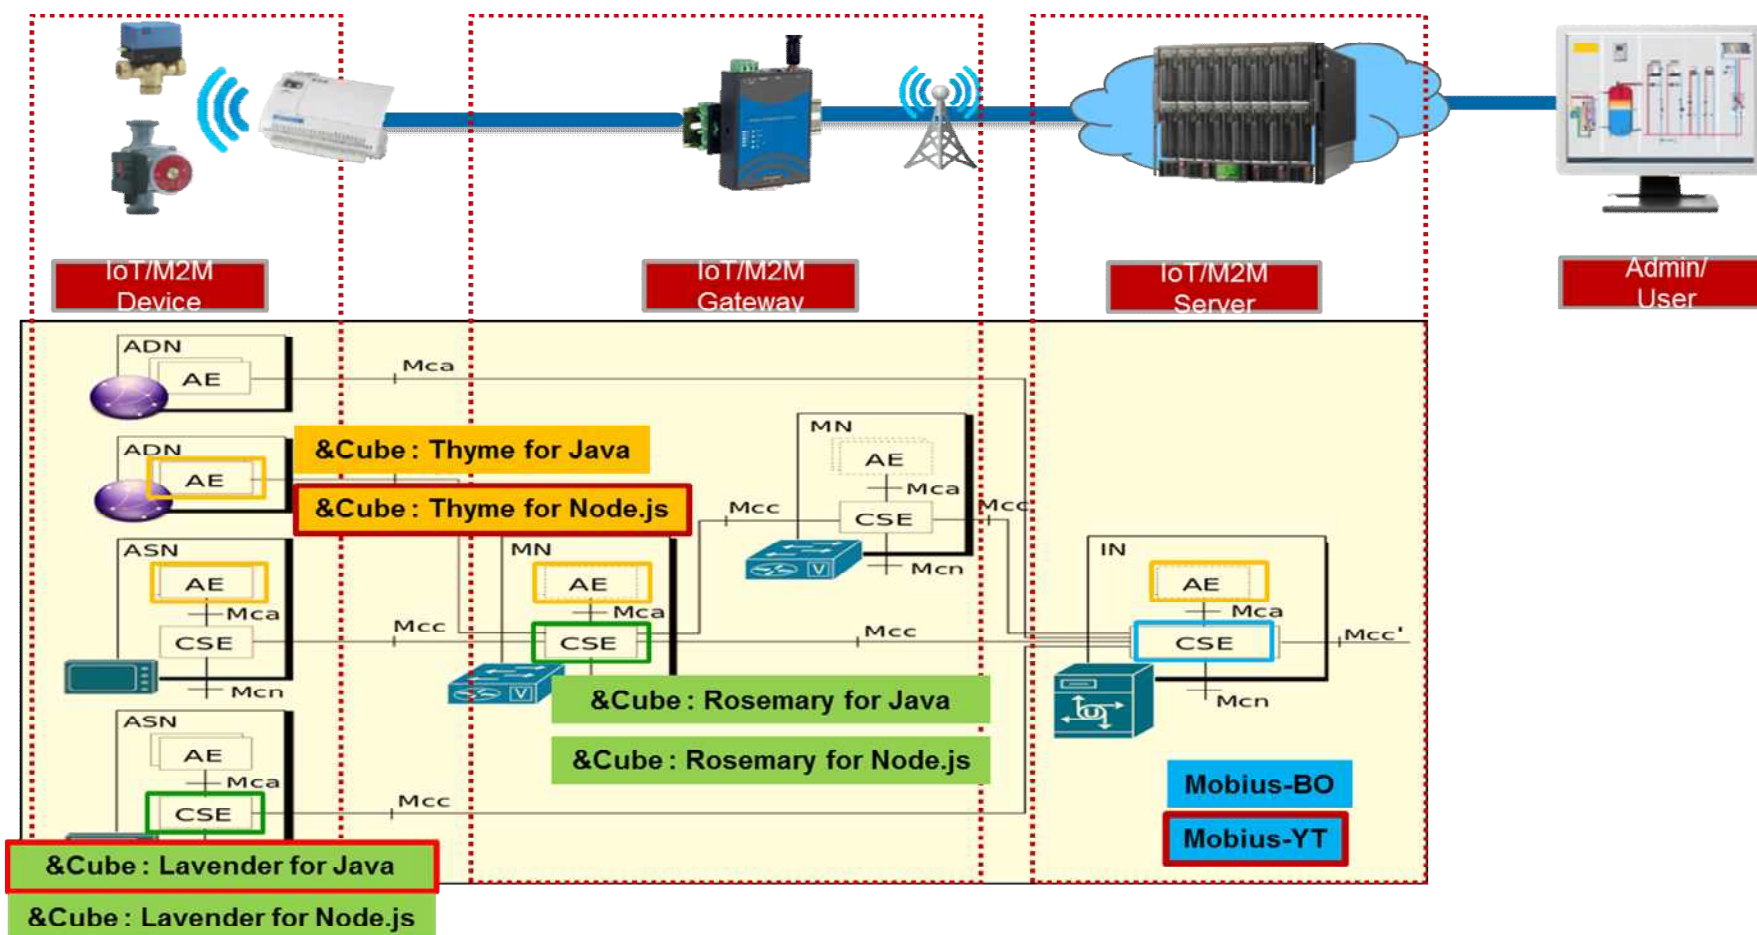 IoT/M2M
Device
IoT/M2M
Gateway
IoT/M2M
Server
Admin/
User
ADN
AE
Mca
ADN
AE
&Cube : Thyme for Java
&Cube : Thyme for Node.js
MN
AE
Mca
CSE
Mcc
Mcc
Mcn
ASN
AE
Mca
CSE
Mcc
Mcn
MN
AE
Mca
CSE
Mcc
IN
AE
Mca
CSE
Mcc'
Mcn
&Cube : Rosemary for Java
&Cube : Rosemary for Node.js
ASN
AE
Mca
CSE
Mcc
Mobius-BO
Mobius-YT
&Cube : Lavender for Java
&Cube : Lavender for Node.js